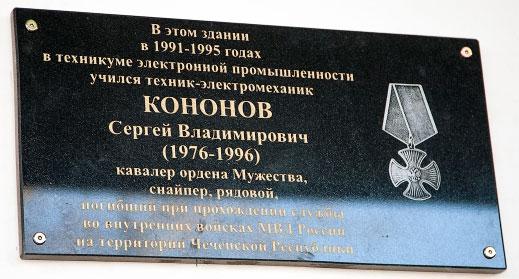 В этом здании
в 1991-1995 годах
в техникуме электронной промышленности
учился техник-электромеханик
КОНОНОВ
Сергей Владимирович
(1976-1996)
кавалер ордена Мужества,
снайпер, рядовой,
погибший при прохождении службы
во внутренних войсках МВД России
на территории Чеченской Республики